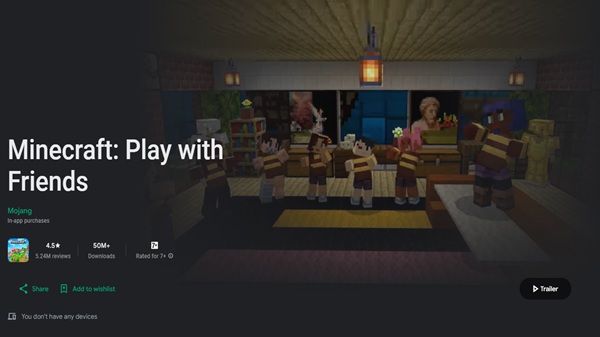 Minecraft: Play with
Friends
Mojang
In-app purchases
4.5★
50M+
7+
5.24M reviews
Downloads
Rated for 7+
Share
Add to wishlist
Trailer
You don't have any devices